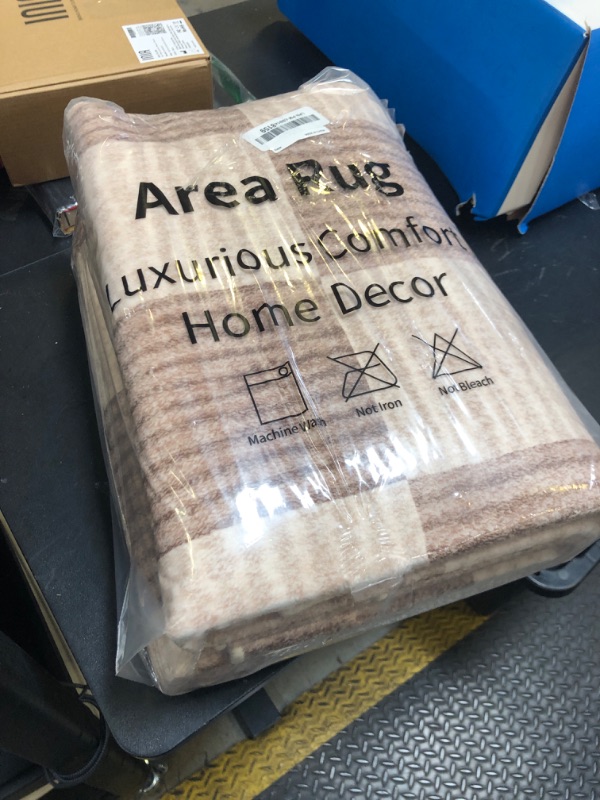 Area Rug
Luxurious Comfort
Home Decor
Machine Wash
Not Iron
Not Bleach